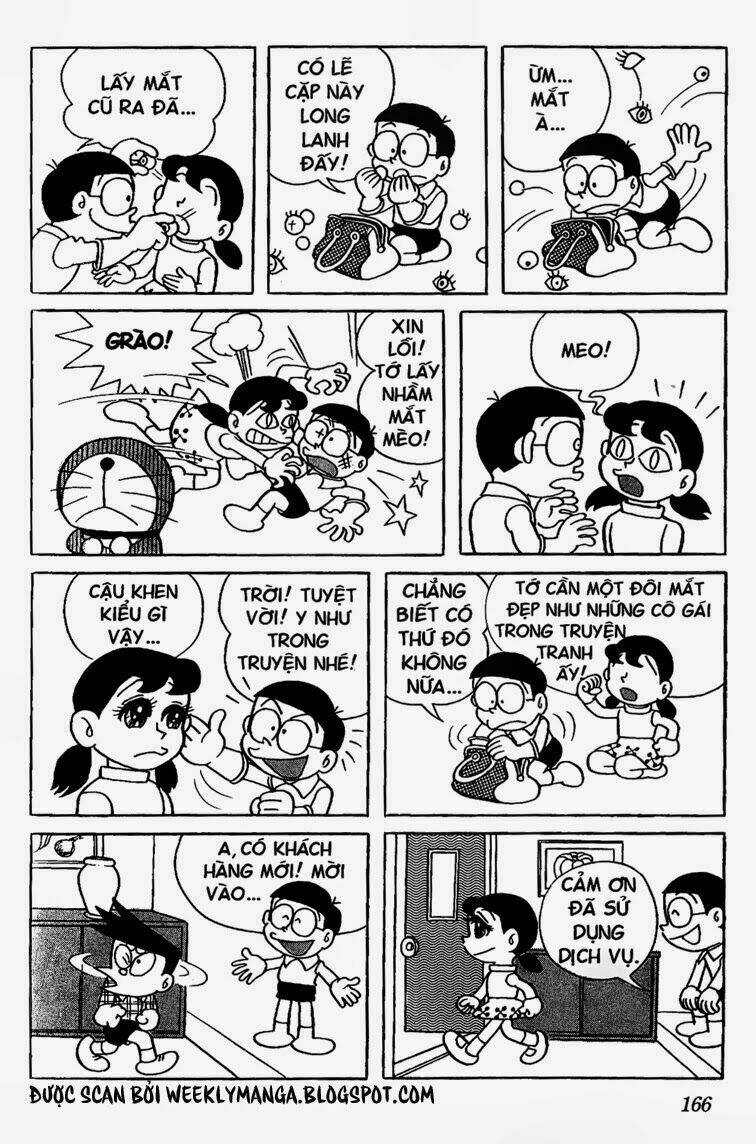 ỪM...
MẮT
À...
CÓ LẼ
CẶP NÀY
LONG
LANH
ĐẤY!
LẤY MẮT
CŨ RA ĐÃ...
MEO!
XIN
LỖI!
TỚ LẤY
NHẦM
MẮT
MÈO!
GRÀO!
TỚ CẦN MỘT ĐÔI MẮT
ĐẸP NHƯ NHỮNG CÔ GÁI
TRONG TRUYỆN
TRANH
ẤY!
CHẲNG
BIẾT CÓ
THỨ ĐÓ
KHÔNG
NỮA...
TRỜI! TUYỆT
VỜI! Y NHƯ
TRONG
TRUYỆN NHÉ!
CẬU KHEN
KIỂU GÌ
VẬY...
CẢM ƠN
ĐÃ SỬ
DỤNG
DỊCH VỤ.
A, CÓ KHÁCH
HÀNG MỚI! MỜI
VÀO...
ĐƯỢC SCAN BỞI WEEKLYMANGA.BLOGSPOT.COM
166